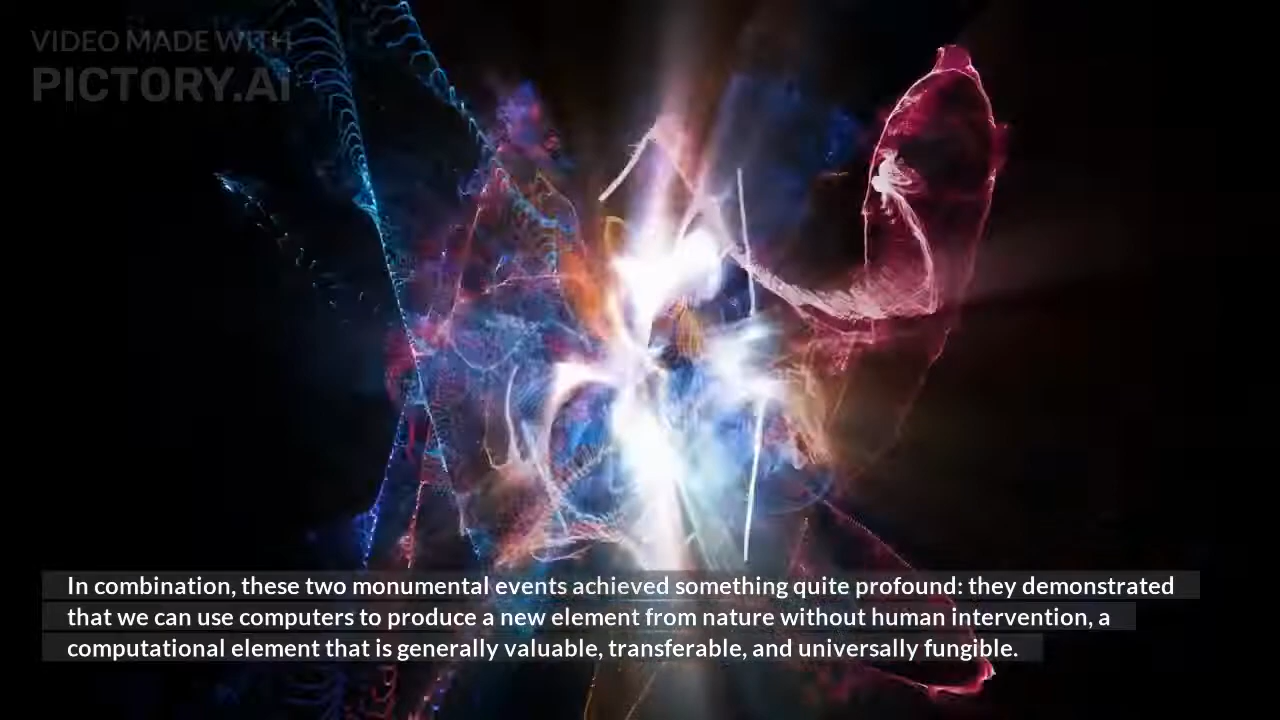 VIDEO MADE WITH
PICTORY.AI
In combination, these two monumental events achieved something quite profound: they demonstrated
that we can use computers to produce a new element from nature without human intervention, a
computational element that is generally valuable, transferable, and universally fungible.